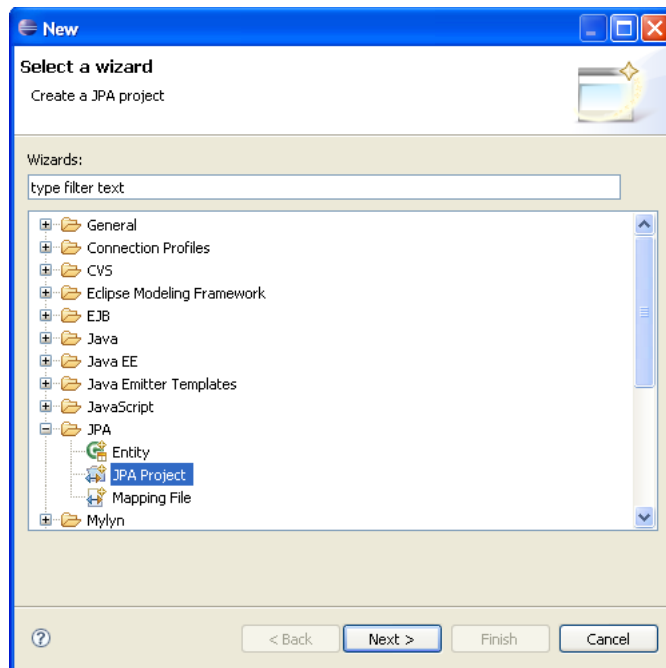 New
Select a wizard
Create a JPA project
Wizards:
type filter text
General
Connection Profiles
CVS
Eclipse Modeling Framework
EJB
Java
Java EE
Java Emitter Templates
JavaScript
JPA
Entity
JPA Project
Mapping File
Mylyn
?
< Back Next > Finish Cancel